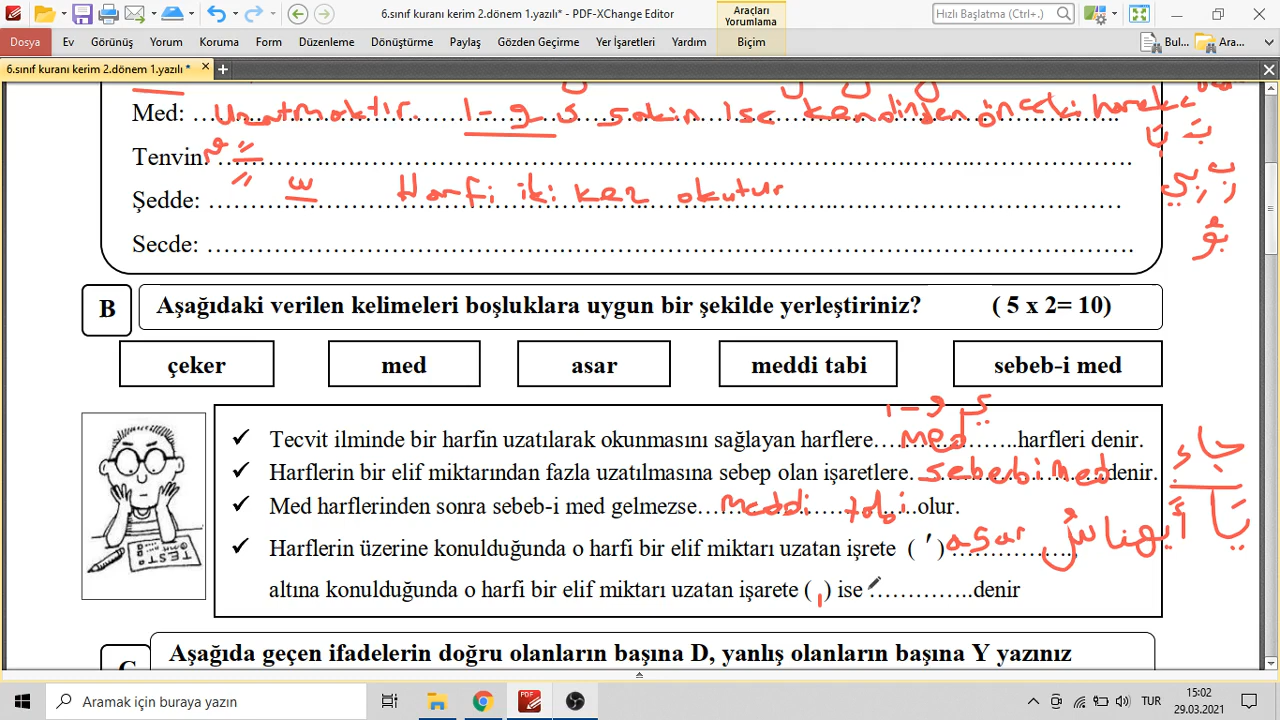 6.sınıf kuranı kerim 2.dönem 1.yazılı* - PDF-XChange Editor
Araçları Yorumlama
Hızlı Başlatma (Ctrl+.)
Dosya Ev Görünüş Yorum Koruma Form Düzenleme Dönüştürme Paylaş Gözden Geçirme Yer İşaretleri Yardım Biçim Bul... Ara...
6.sınıf kuranı kerim 2.dönem 1.yazılı *
Med: Uzatmaktır. ا - و ي sakin ise kendinden önceki hareke
Tenvin:
Şedde: Harfi iki kez okutur
Secde: ……………………………………………………………………………..
B Aşağıdaki verilen kelimeleri boşluklara uygun bir şekilde yerleştiriniz? ( 5 x 2= 10)
çeker med asar meddi tabi sebeb-i med
ا - و ي
✓ Tecvit ilminde bir harfin uzatılarak okunmasını sağlayan harflere…med……..harfleri denir.
✓ Harflerin bir elif miktarından fazla uzatılmasına sebep olan işaretlere. sebebi med denir.
جاء
✓ Med harflerinden sonra sebeb-i med gelmezse…meddi tabi..olur.
✓ Harflerin üzerine konulduğunda o harfi bir elif miktarı uzatan işrete ( ' ) asar……………..
يَا أَيُّهَا النَّاسُ
altına konulduğunda o harfi bir elif miktarı uzatan işarete ( ) ise …………..denir
C Aşağıda geçen ifadelerin doğru olanların başına D, yanlış olanların başına Y yazınız
Aramak için buraya yazın
TUR
15:02
29.03.2021